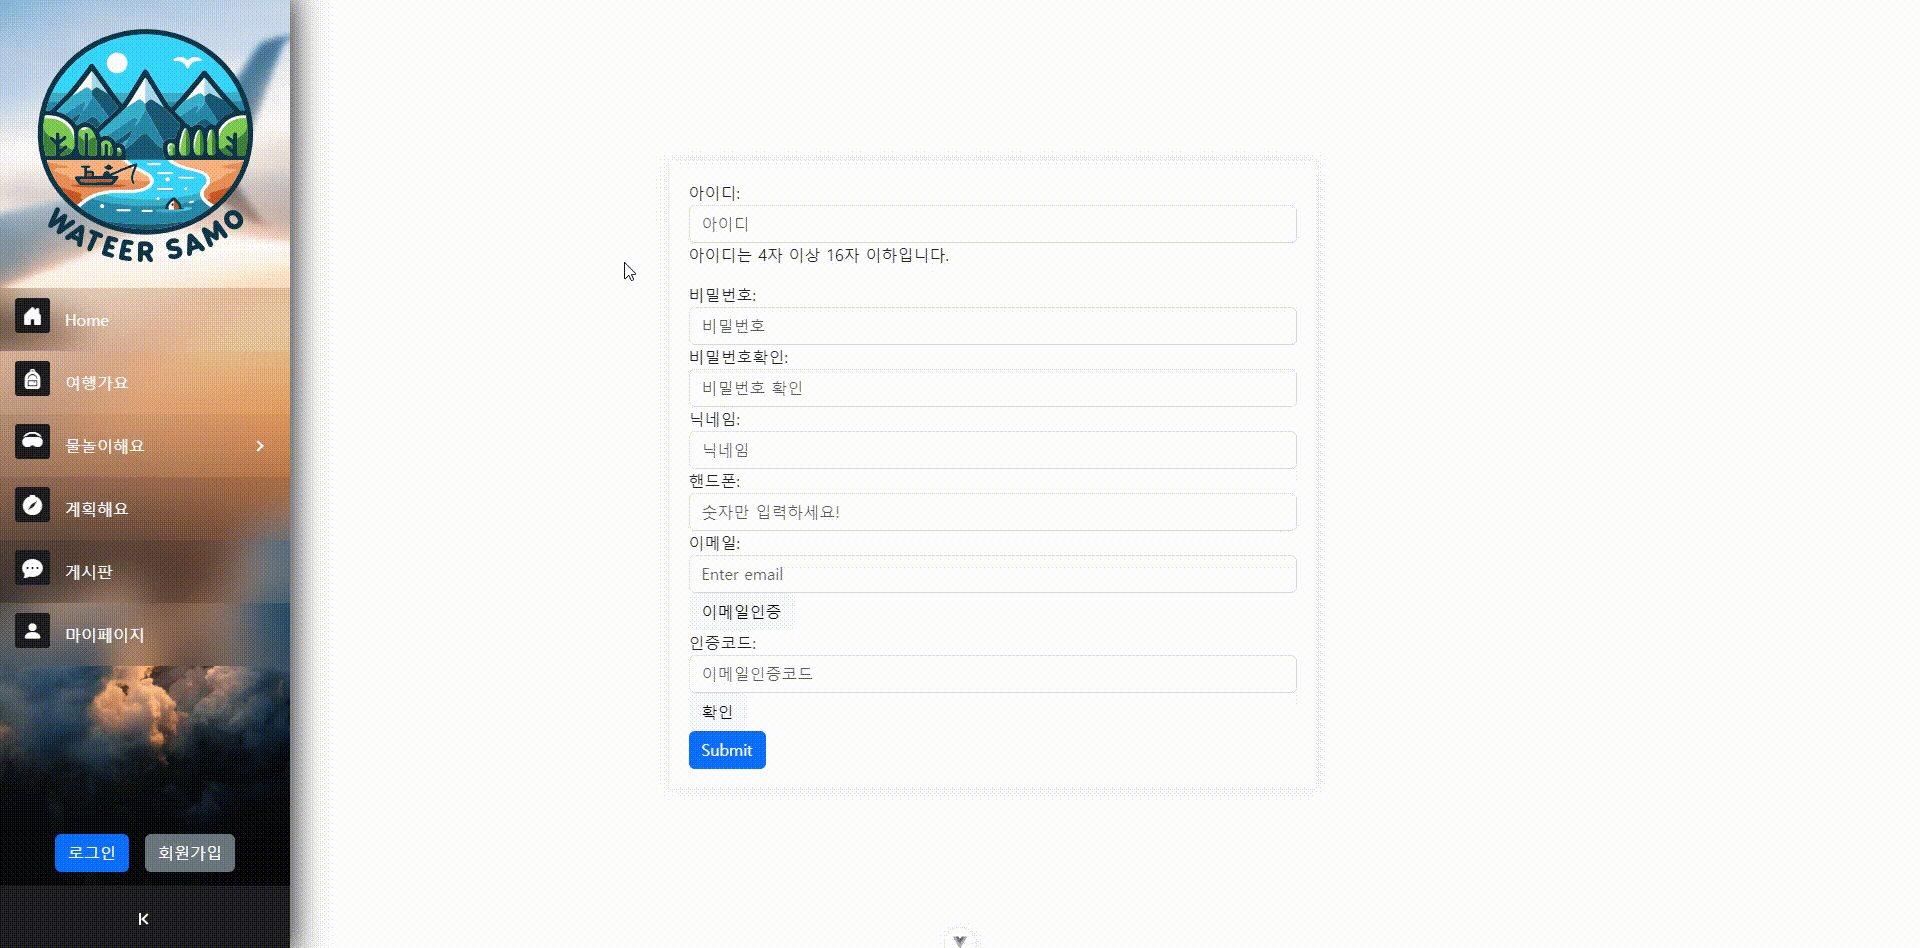 WATEER SAMO
Home
여행가요
물놀이해요
계획해요
게시판
마이페이지
로그인
회원가입
아이디:
아이디
아이디는 4자 이상 16자 이하입니다.
비밀번호:
비밀번호
비밀번호확인:
비밀번호 확인
닉네임:
닉네임
핸드폰:
숫자만 입력하세요!
이메일:
Enter email
이메일인증
인증코드:
이메일인증코드
확인
Submit